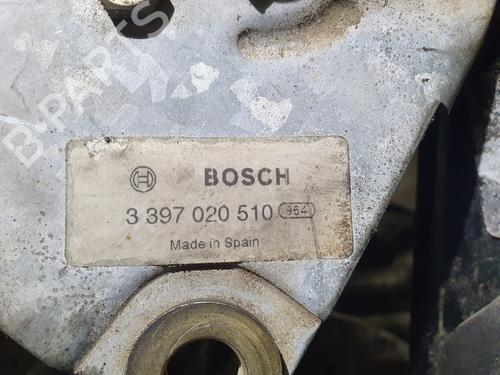 B-PARTS
BOSCH
3 397 020 510 964
Made in Spain